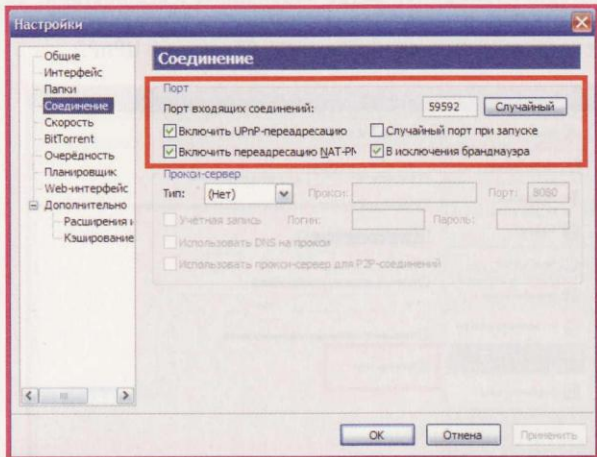 Настройки
Общие
Интерфейс
Папки
Соединение
Скорость
BitTorrent
Очерёдность
Планировщик
Web-интерфейс
Дополнительно
Расширения и
Кэширование
Соединение
Порт
Порт входящих соединений: 59592 Случайный
Включить UPnP-переадресацию Случайный порт при запуске
Включить переадресацию NAT-PM В исключения брандмауэра
Прокси-сервер
Тип: (Нет) Прокси: Порт: 8080
Учётная запись Логин: Пароль:
Использовать DNS на прокси
Использовать прокси-сервер для P2P-соединений
OK Отмена Применить